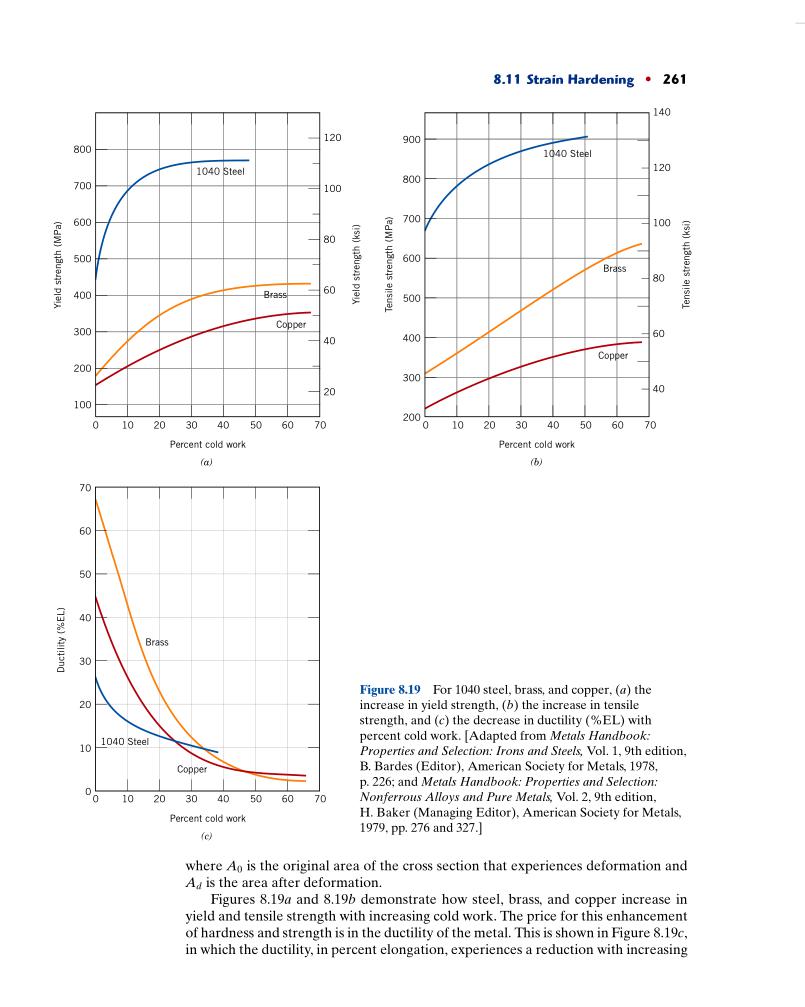 8.11 Strain Hardening • 261
800
700
600
500
400
300
200
100
Yield strength (MPa)
120
100
80
60
40
20
Yield strength (ksi)
1040 Steel
Brass
Copper
0 10 20 30 40 50 60 70
Percent cold work
(a)
900
800
700
600
500
400
300
200
Tensile strength (MPa)
140
120
100
80
60
40
Tensile strength (ksi)
1040 Steel
Brass
Copper
0 10 20 30 40 50 60 70
Percent cold work
(b)
70
60
50
40
30
20
10
0
Ductility (%EL)
Brass
1040 Steel
Copper
0 10 20 30 40 50 60 70
Percent cold work
(c)
Figure 8.19 For 1040 steel, brass, and copper, (a) the
increase in yield strength, (b) the increase in tensile
strength, and (c) the decrease in ductility (%EL) with
percent cold work. [Adapted from Metals Handbook:
Properties and Selection: Irons and Steels, Vol. 1, 9th edition,
B. Bardes (Editor), American Society for Metals, 1978,
p. 226; and Metals Handbook: Properties and Selection:
Nonferrous Alloys and Pure Metals, Vol. 2, 9th edition,
H. Baker (Managing Editor), American Society for Metals,
1979, pp. 276 and 327.]
where A0 is the original area of the cross section that experiences deformation and
Ad is the area after deformation.
Figures 8.19a and 8.19b demonstrate how steel, brass, and copper increase in
yield and tensile strength with increasing cold work. The price for this enhancement
of hardness and strength is in the ductility of the metal. This is shown in Figure 8.19c,
in which the ductility, in percent elongation, experiences a reduction with increasing